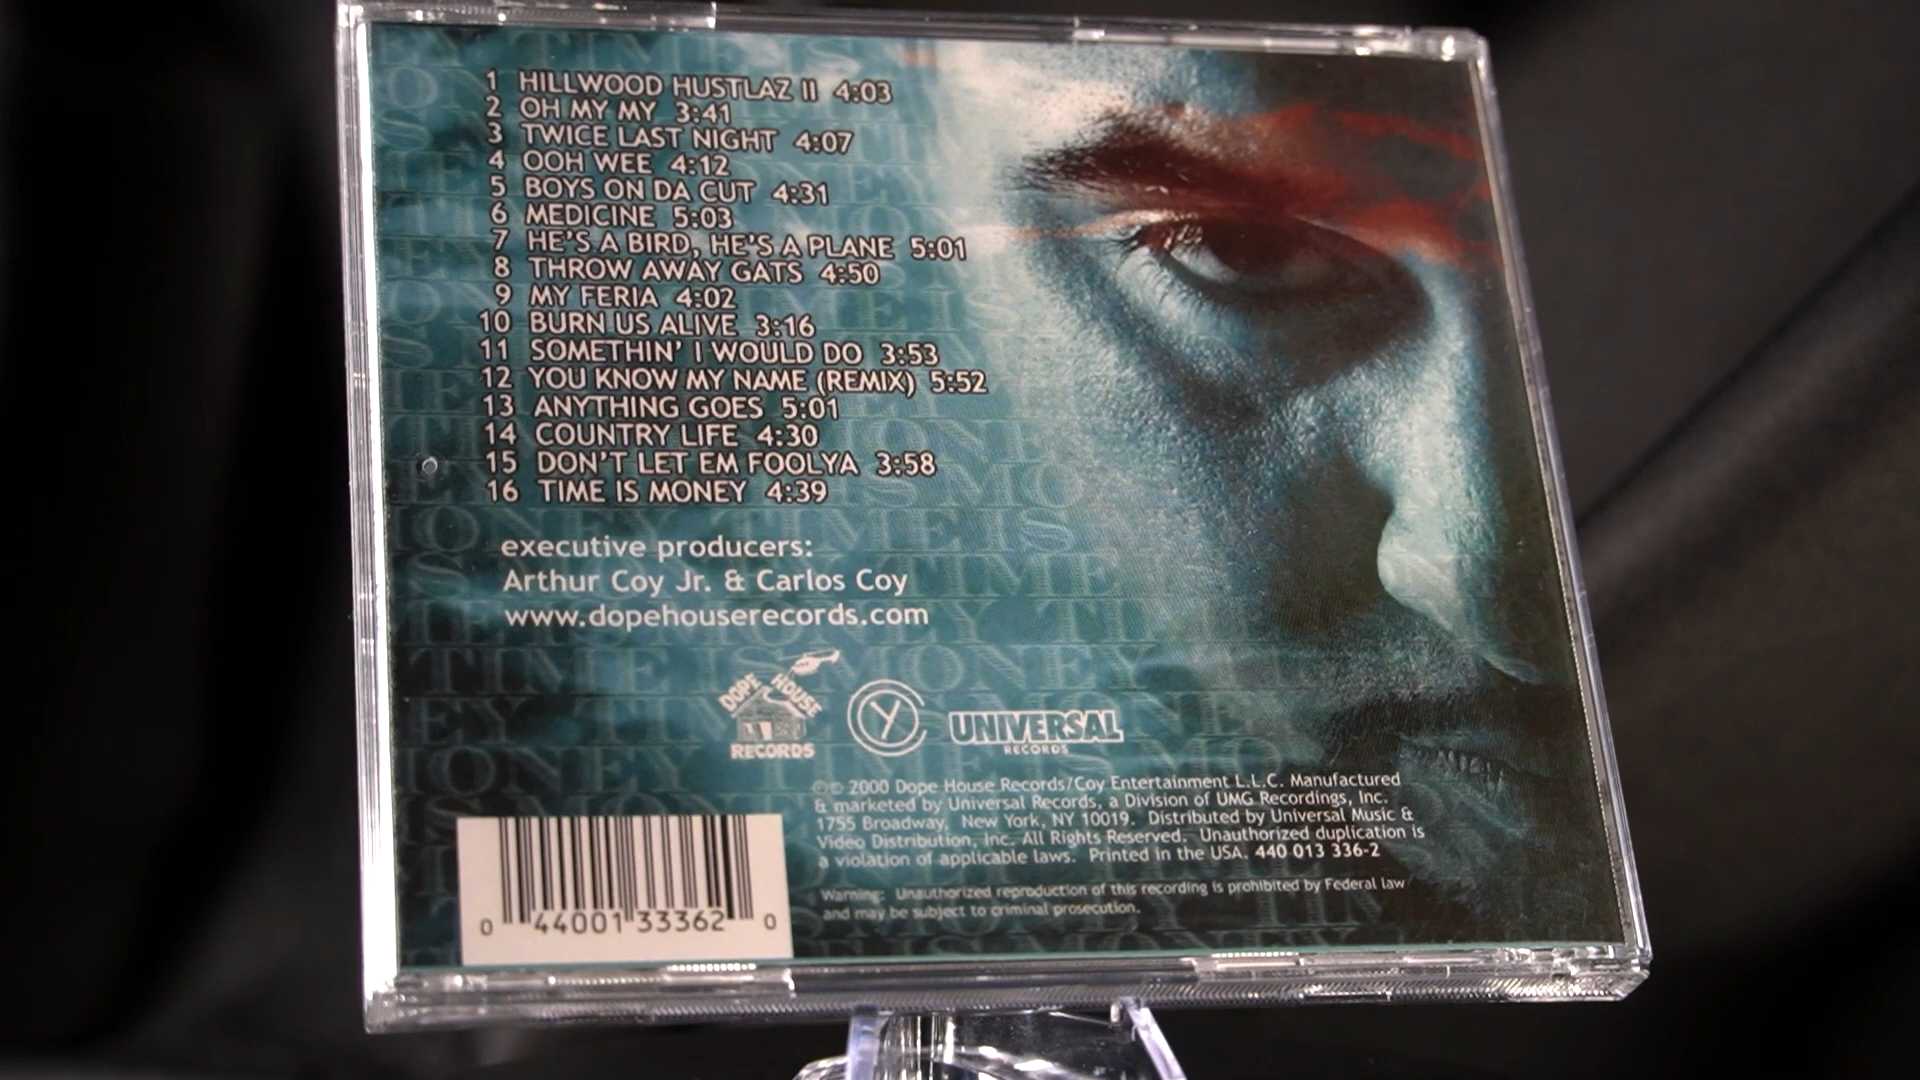 1 HILLWOOD HUSTLAZ II 4:03
2 OH MY MY 3:41
3 TWICE LAST NIGHT 4:07
4 OOH WEE 4:12
5 BOYS ON DA CUT 4:31
6 MEDICINE 5:03
7 HE'S A BIRD, HE'S A PLANE 5:01
8 THROW AWAY GATS 4:50
9 MY FERIA 4:02
10 BURN US ALIVE 3:16
11 SOMETHIN' I WOULD DO 3:53
12 YOU KNOW MY NAME (REMIX) 5:52
13 ANYTHING GOES 5:01
14 COUNTRY LIFE 4:30
15 DON'T LET EM FOOLYA 3:58
16 TIME IS MONEY 4:39
executive producers:
Arthur Coy Jr. & Carlos Coy
www.dopehouserecords.com
DOPE HOUSE
RECORDS
CY
UNIVERSAL
RECORDS
℗© 2000 Dope House Records/Coy Entertainment L.L.C. Manufactured
& marketed by Universal Records, a Division of UMG Recordings, Inc.
1755 Broadway, New York, NY 10019. Distributed by Universal Music &
Video Distribution, Inc. All Rights Reserved. Unauthorized duplication is
a violation of applicable laws. Printed in the USA. 440 013 336-2
Warning: Unauthorized reproduction of this recording is prohibited by Federal law
and may be subject to criminal prosecution.
0 44001 33362 0